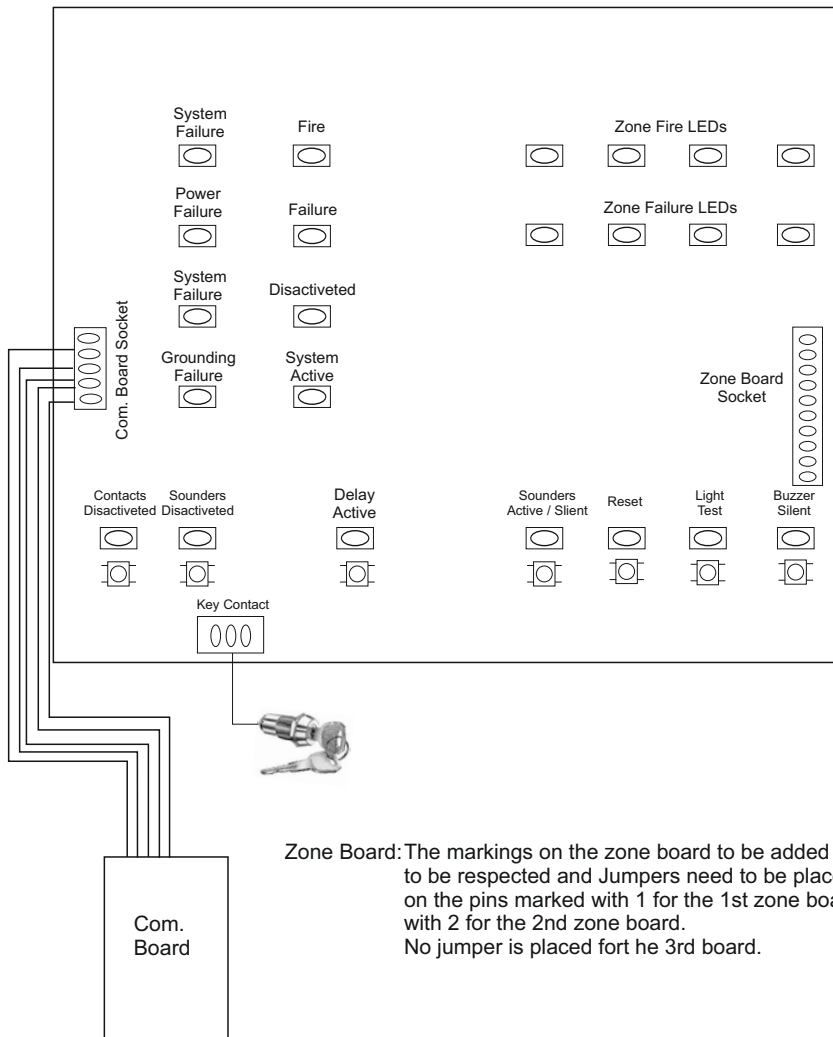 System
Failure
Fire
Zone Fire LEDs
Power
Failure
Failure
Zone Failure LEDs
System
Failure
Disactiveted
Com. Board Socket
Grounding
Failure
System
Active
Zone Board
Socket
Contacts
Disactiveted
Sounders
Disactiveted
Delay
Active
Sounders
Active / Slient
Reset
Light
Test
Buzzer
Silent
Key Contact
Zone Board: The markings on the zone board to be added
to be respected and Jumpers need to be place
on the pins marked with 1 for the 1st zone boa
with 2 for the 2nd zone board.
No jumper is placed fort he 3rd board.
Com.
Board